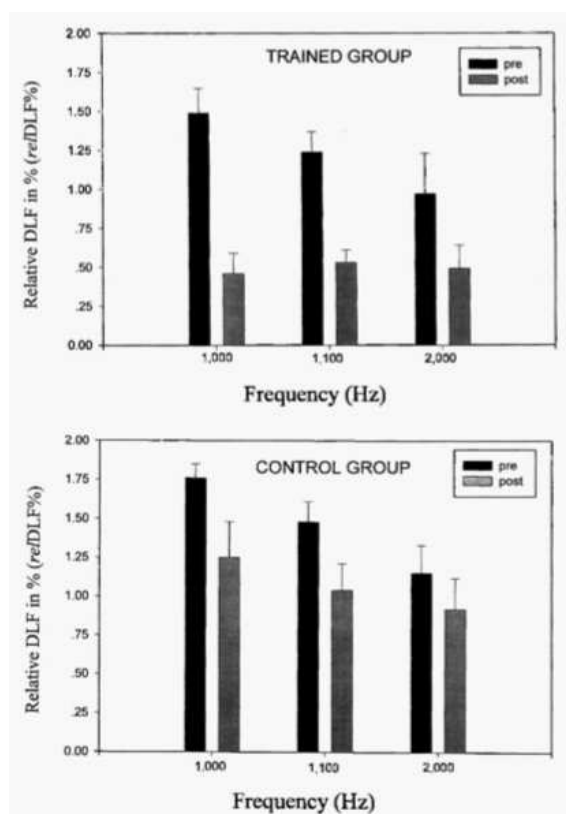 2.00
TRAINED GROUP
pre
post
1.75
1.50
1.25
1.00
.75
.50
.25
0.00
Relative DLF in % (relDLF%)
1,000 1,100 2,000
Frequency (Hz)
2.00
CONTROL GROUP
pre
post
1.75
1.50
1.25
1.00
.75
.50
.25
0.00
Relative DLF in % (relDLF%)
1,000 1,100 2,000
Frequency (Hz)